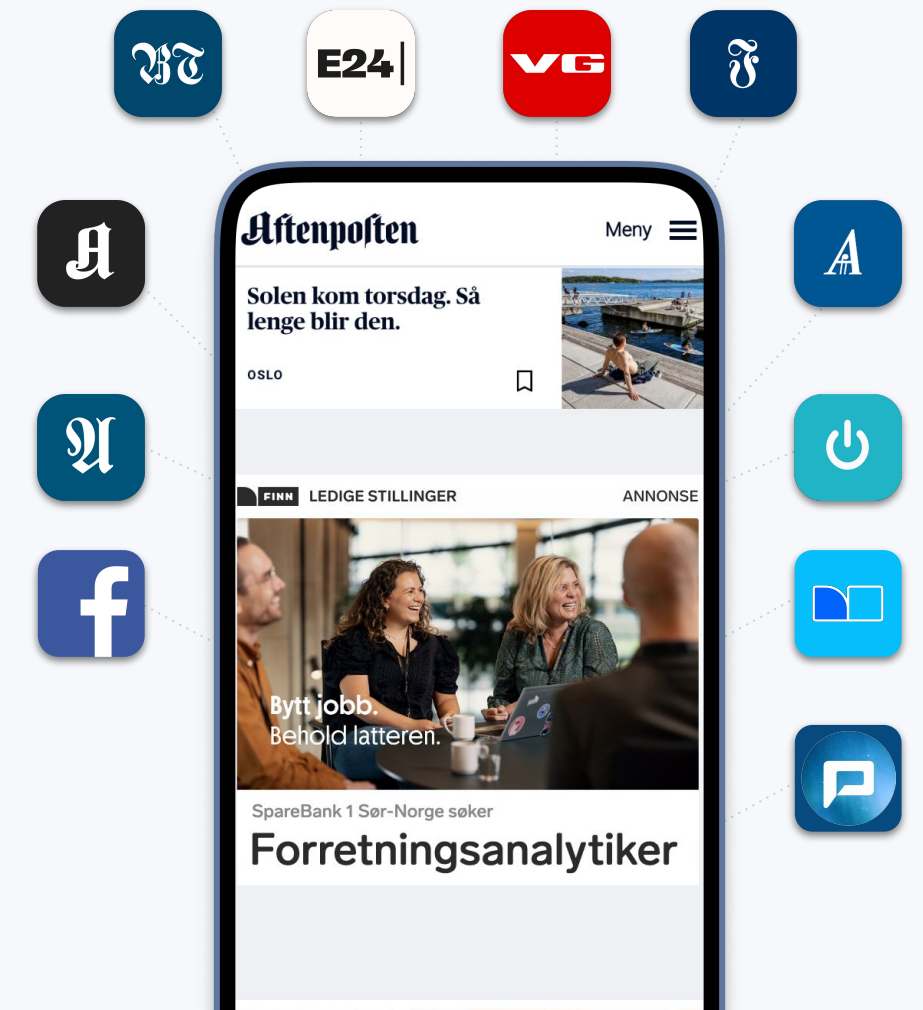 BT
E24
VG
F
A
Aftenposten
Meny
A
Solen kom torsdag. Så
lenge blir den.
OSLO
A
FINN LEDIGE STILLINGER
ANNONSE
f
Bytt jobb.
Behold latteren.
P
SpareBank 1 Sør-Norge søker
Forretningsanalytiker